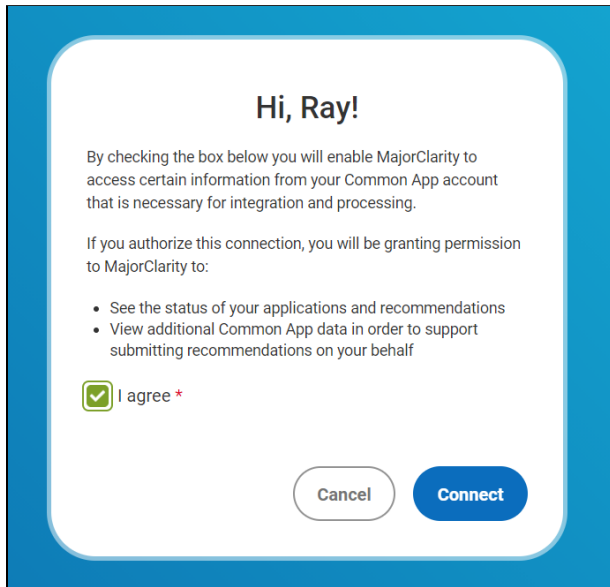 Hi, Ray!
By checking the box below you will enable MajorClarity to
access certain information from your Common App account
that is necessary for integration and processing.
If you authorize this connection, you will be granting permission
to MajorClarity to:
• See the status of your applications and recommendations
• View additional Common App data in order to support
submitting recommendations on your behalf
I agree *
Cancel Connect